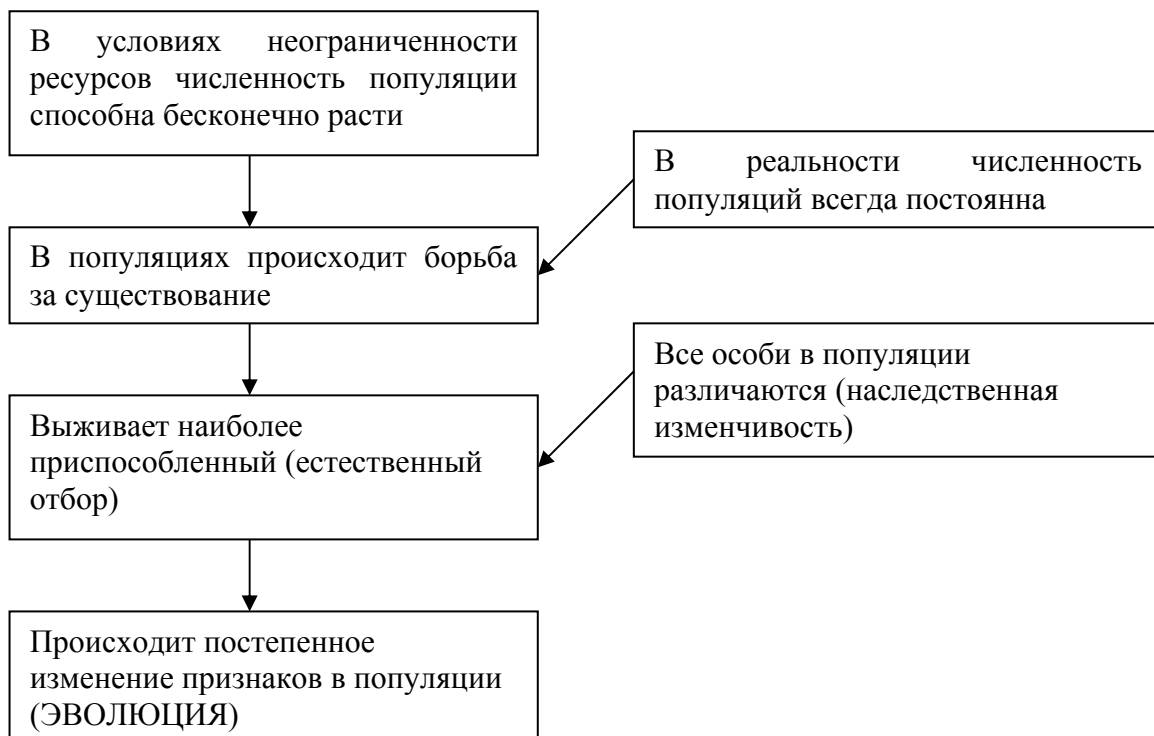 В условиях неограниченности
ресурсов численность популяции
способна бесконечно расти
В реальности численность
популяций всегда постоянна
В популяциях происходит борьба
за существование
Все особи в популяции
различаются (наследственная
изменчивость)
Выживает наиболее
приспособленный (естественный
отбор)
Происходит постепенное
изменение признаков в популяции
(ЭВОЛЮЦИЯ)